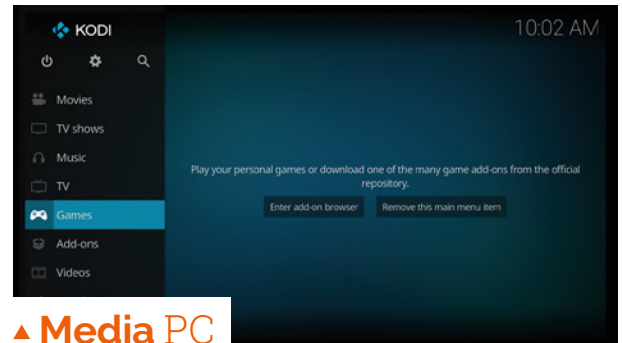 KODI
10:02 AM
Movies
TV shows
Music
TV
Games
Add-ons
Videos
Play your personal games or download one of the many game add-ons from the official
repository.
Enter add-on browser
Remove this main menu item
Media PC